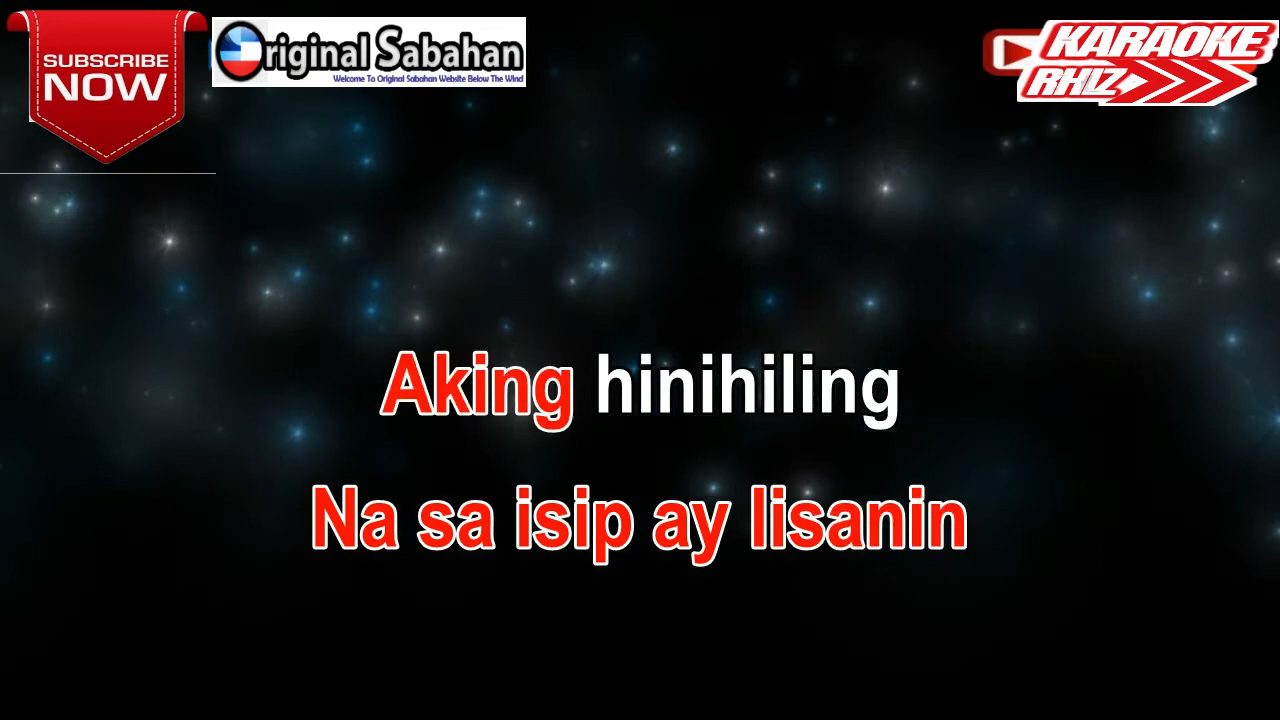 SUBSCRIBE
NOW
Original Sabahan
Welcome To Original Sabahan Website Below The Wind
KARAOKE
RHIZ
Aking hinihiling
Na sa isip ay lisanin